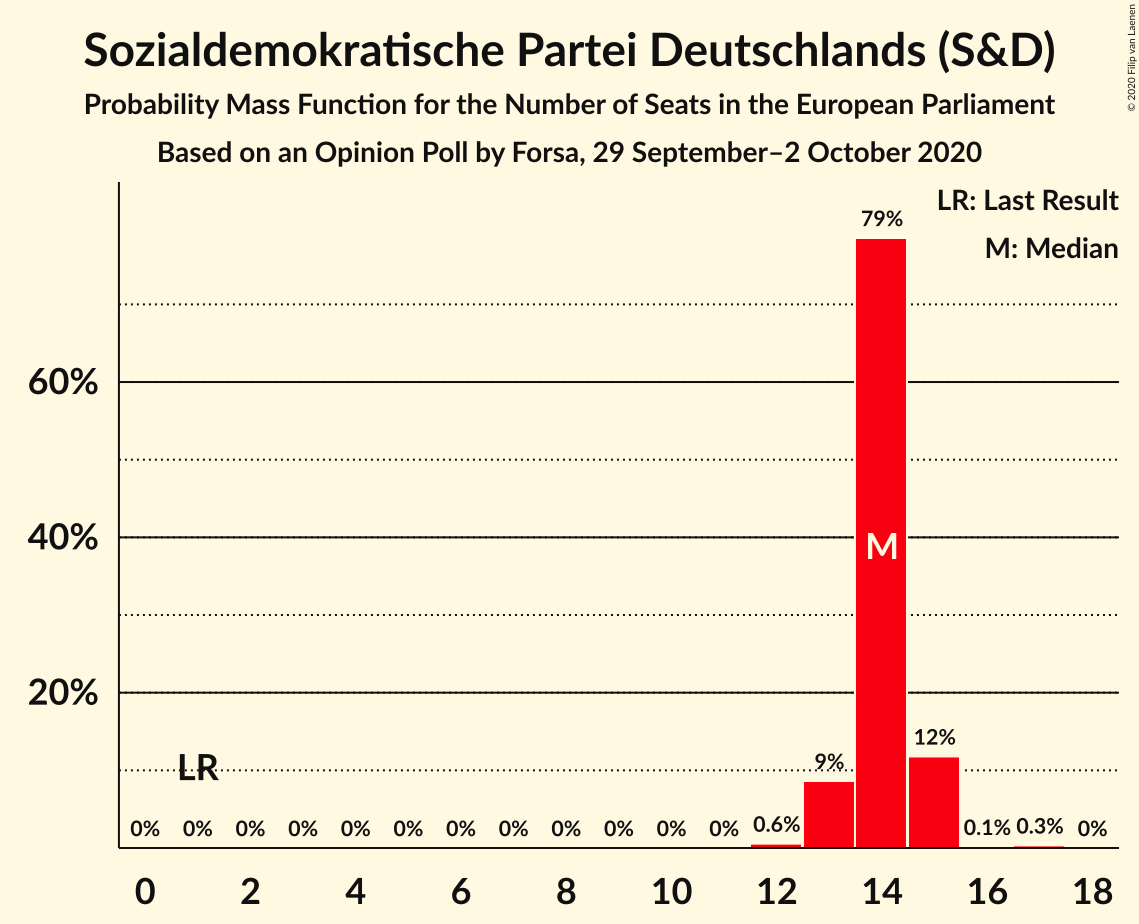 Sozialdemokratische Partei Deutschlands (S&D)
Probability Mass Function for the Number of Seats in the European Parliament
Based on an Opinion Poll by Forsa, 29 September–2 October 2020
© 2020 Filip van Laenen
LR: Last Result
M: Median
79%
60%
40%
M
20%
12%
LR
9%
0% 0% 0% 0% 0% 0% 0% 0% 0% 0% 0% 0% 0.6% 0.1% 0.3% 0%
0 2 4 6 8 10 12 14 16 18